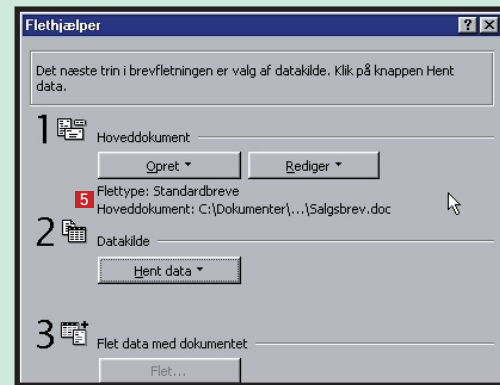 Flethjælper
Det næste trin i brevfletningen er valg af datakilde. Klik på knappen Hent
data.
1 Hoveddokument
Opret Rediger
5 Flettype: Standardbreve
Hoveddokument: C:\Dokumenter\...\Salgsbrev.doc
2 Datakilde
Hent data
3 Flet data med dokumentet
Flet...